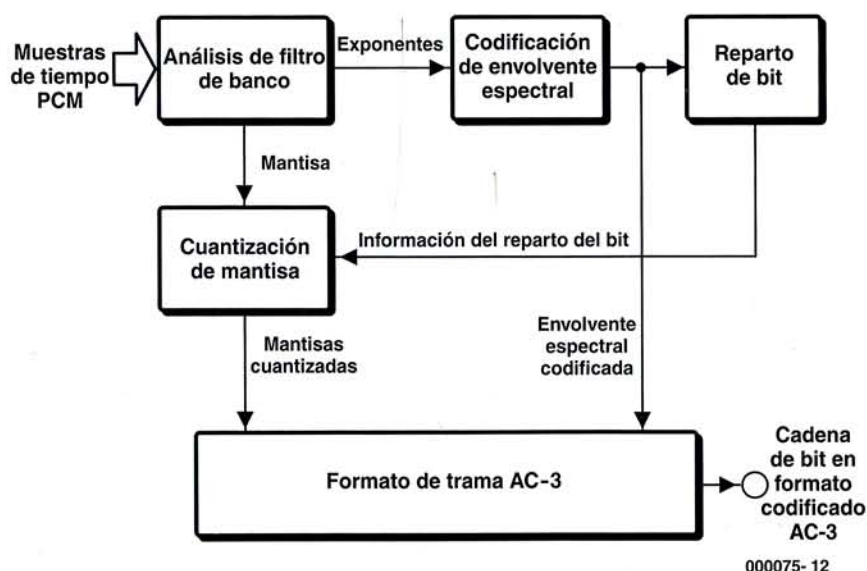 Muestras
de tiempo
PCM
Análisis de filtro
de banco
Exponentes
Codificación
de envolvente
espectral
Reparto
de bit
Mantisa
Cuantización
de mantisa
Información del reparto del bit
Mantisas
cuantizadas
Envolvente
espectral
codificada
Formato de trama AC-3
Cadena
de bit en
formato
codificado
AC-3
000075- 12